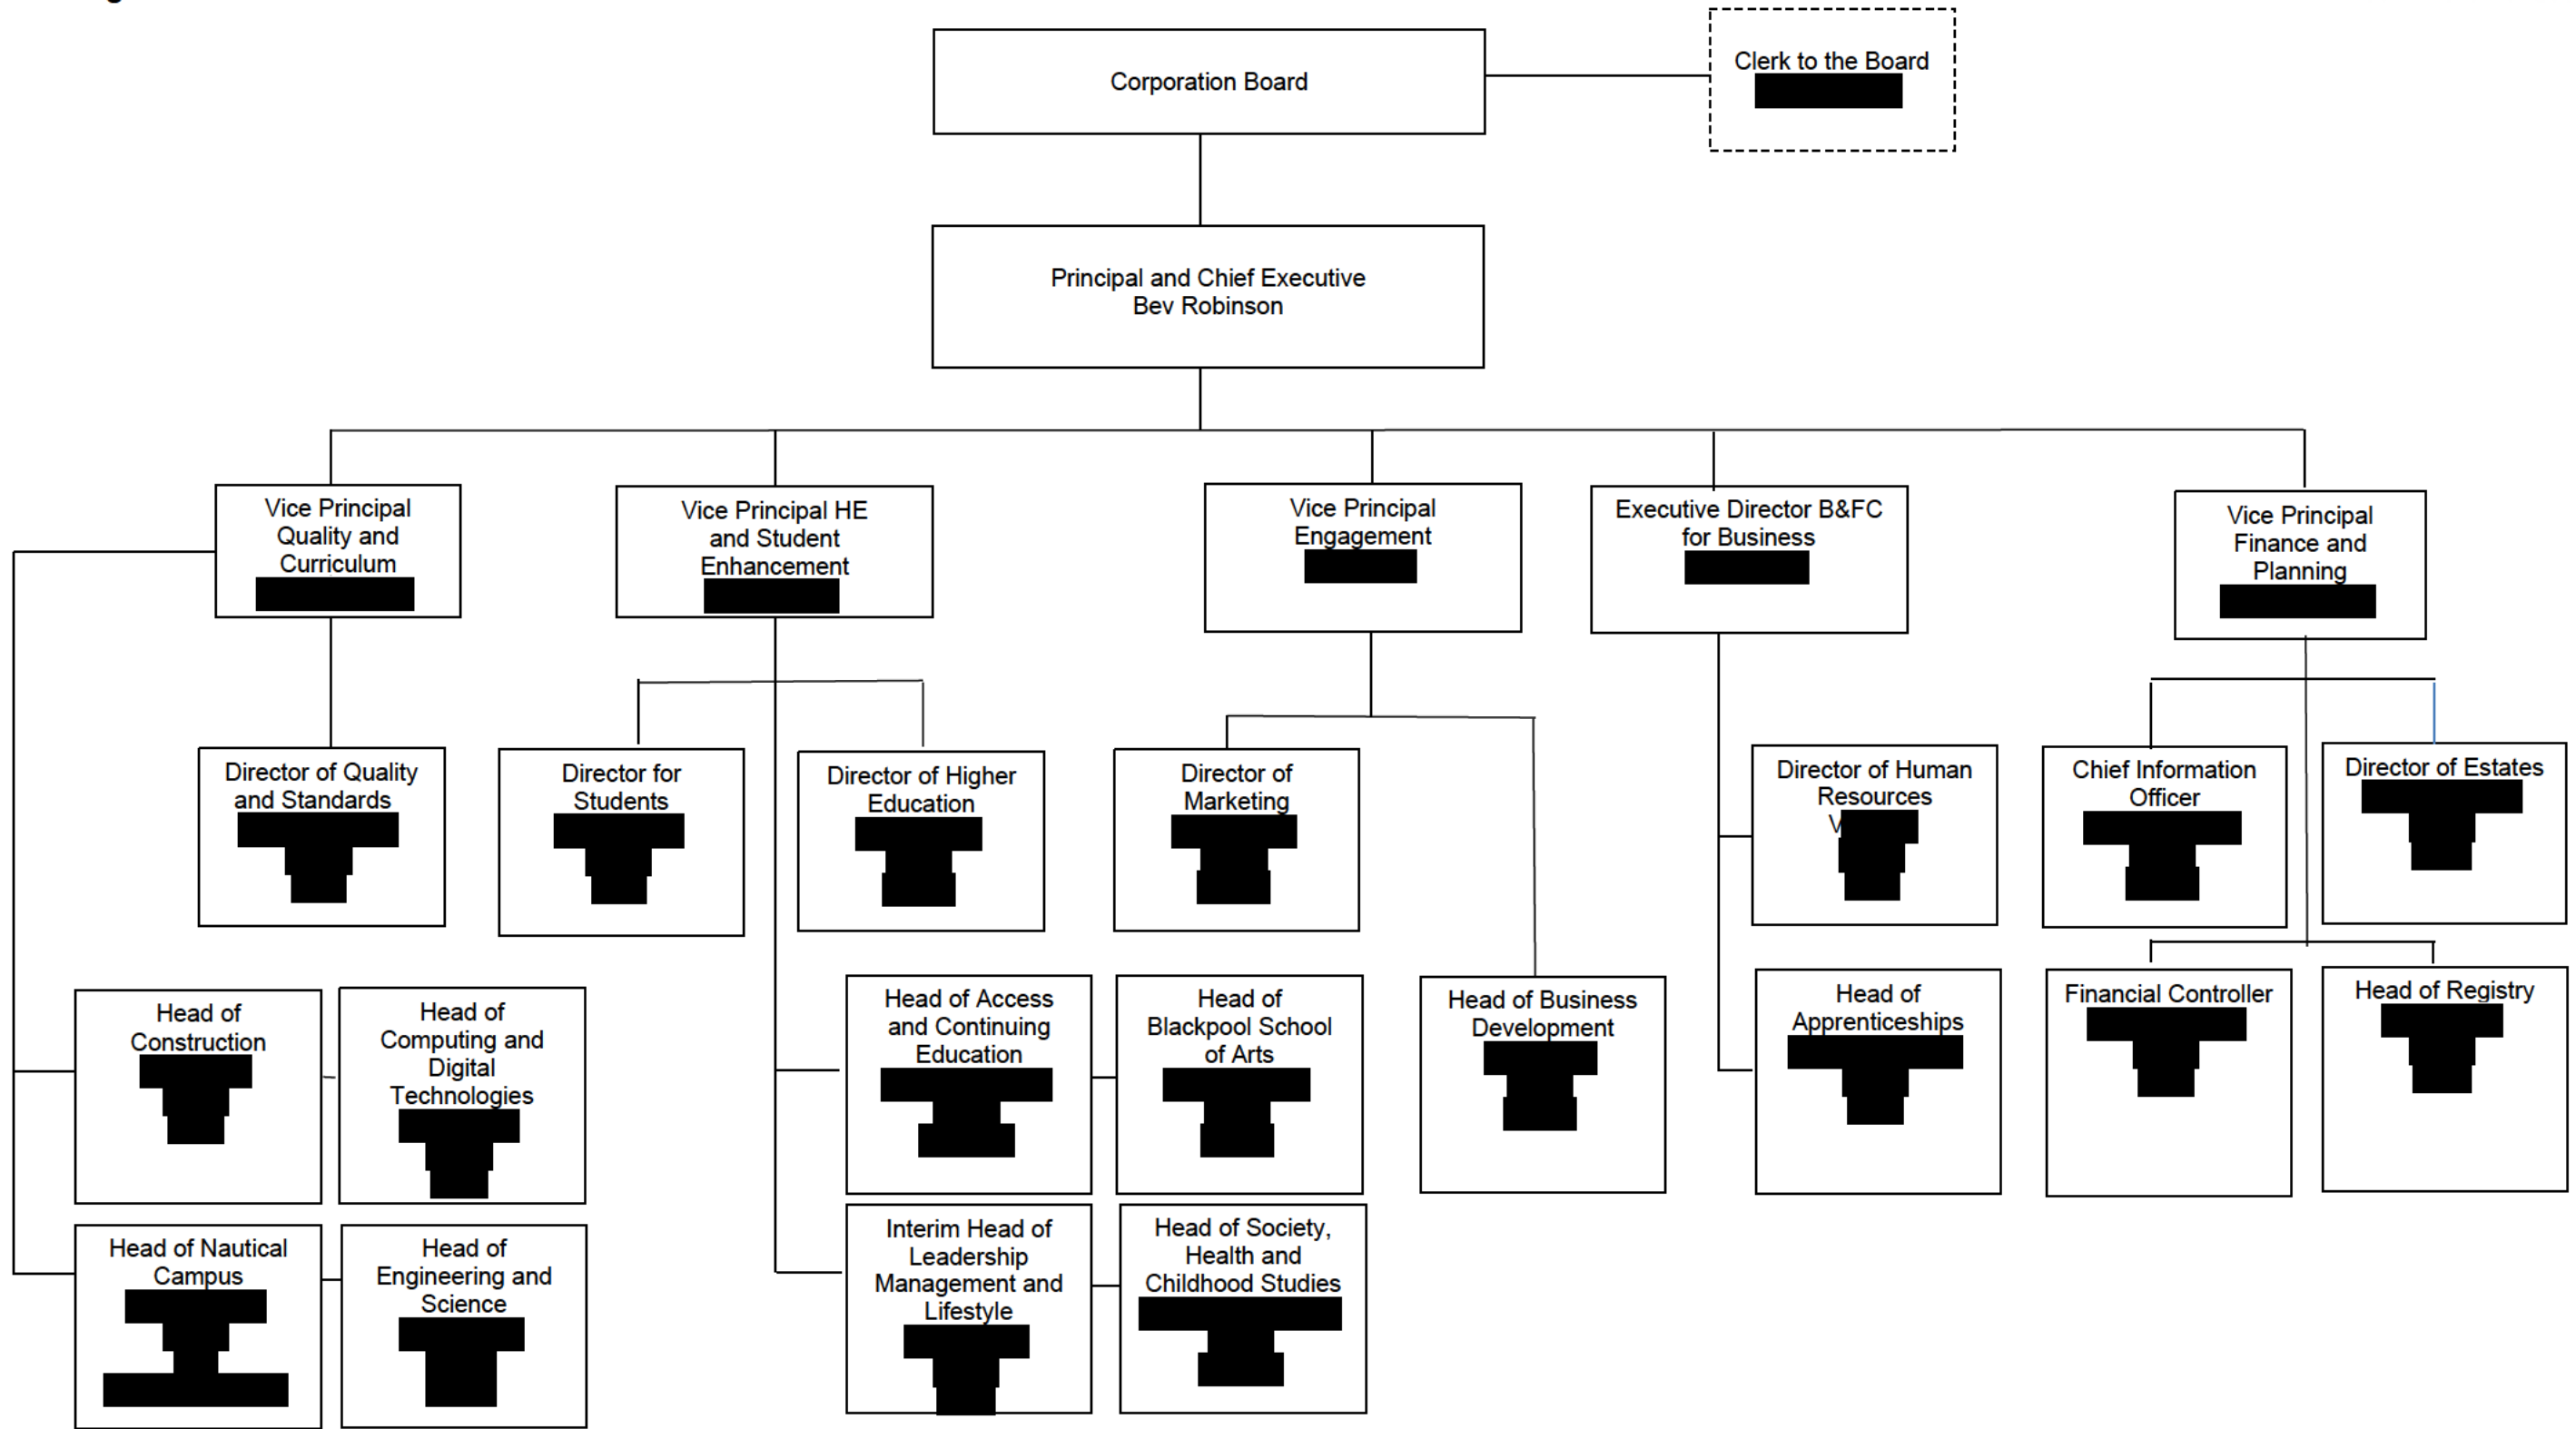 Corporation Board
Clerk to the Board
Principal and Chief Executive
Bev Robinson
Vice Principal
Quality and
Curriculum
Vice Principal HE
and Student
Enhancement
Vice Principal
Engagement
Executive Director B&FC
for Business
Vice Principal
Finance and
Planning
Director of Quality
and Standards
Director for
Students
Director of Higher
Education
Director of
Marketing
Director of Human
Resources
V
Chief Information
Officer
Director of Estates
Head of
Construction
Head of
Computing and
Digital
Technologies
Head of Access
and Continuing
Education
Head of
Blackpool School
of Arts
Head of Business
Development
Head of
Apprenticeships
Financial Controller
Head of Registry
Head of Nautical
Campus
Head of
Engineering and
Science
Interim Head of
Leadership
Management and
Lifestyle
Head of Society,
Health and
Childhood Studies